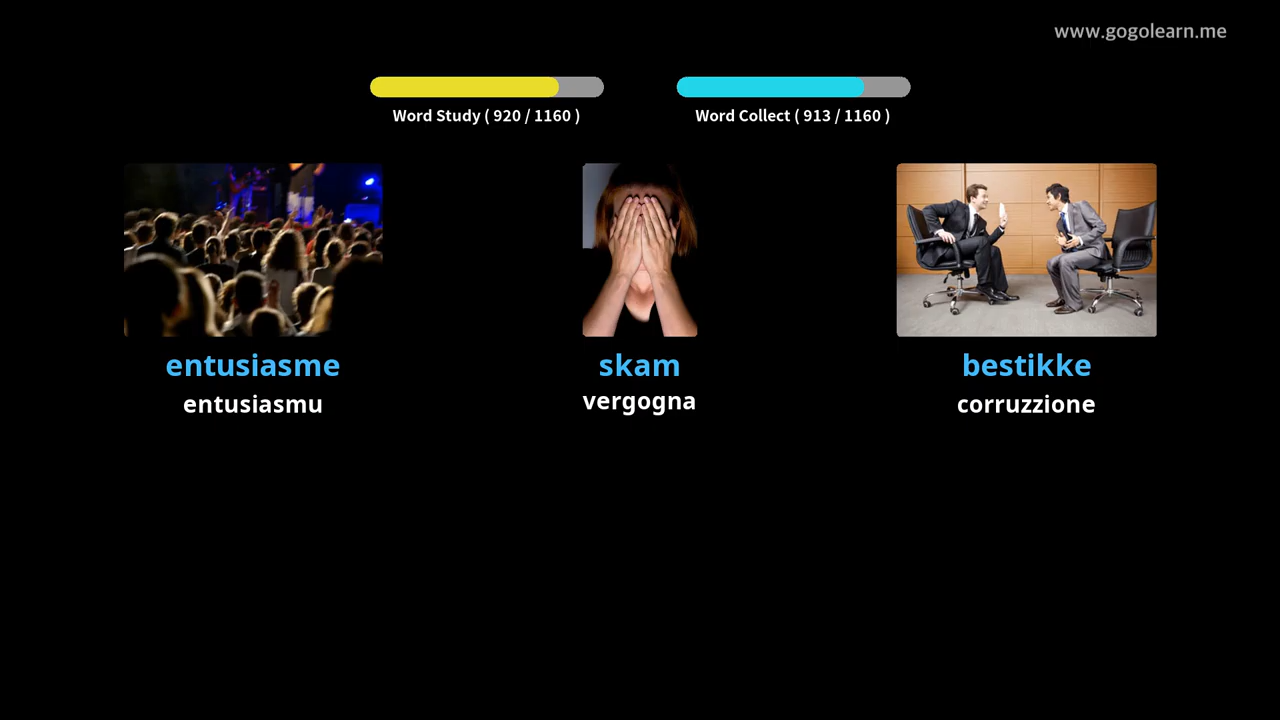 www.gogolearn.me
Word Study ( 920 / 1160 )
Word Collect ( 913 / 1160 )
entusiasme
entusiasmu
skam
vergogna
bestikke
corruzzione